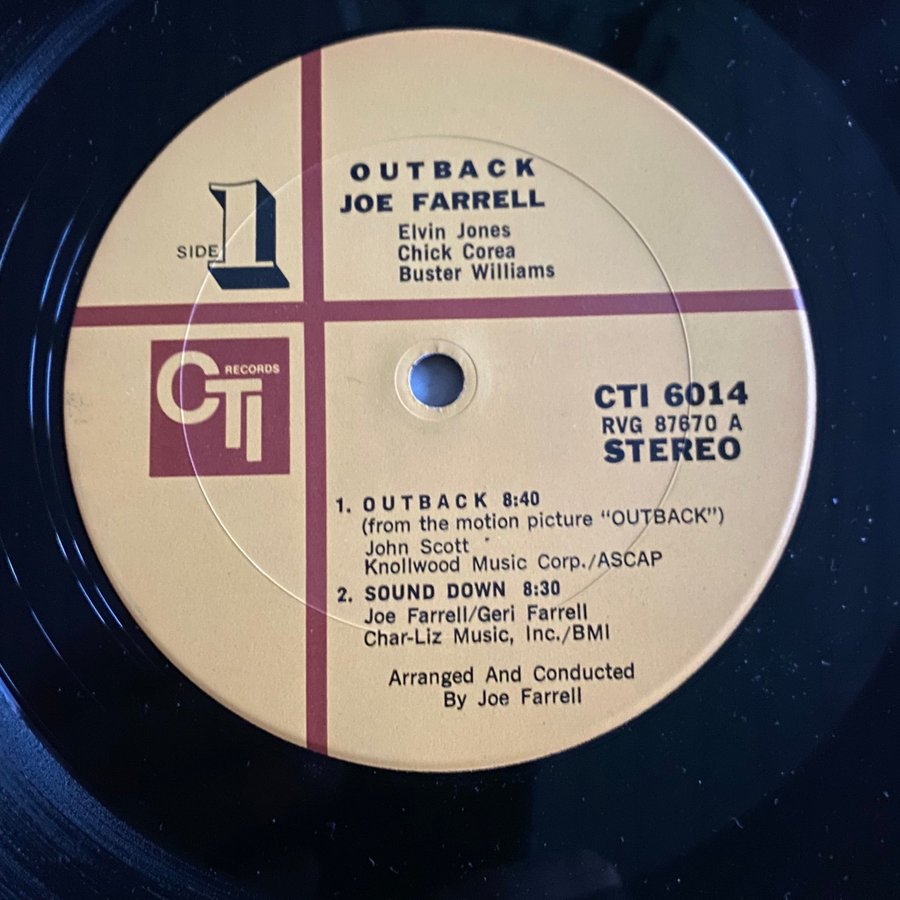 OUTBACK
JOE FARRELL
Elvin Jones
Chick Corea
Buster Williams
SIDE 1
CTI RECORDS
CTI 6014
RVG 87670 A
STEREO
1. OUTBACK 8:40
(from the motion picture “OUTBACK”)
John Scott
Knollwood Music Corp./ASCAP
2. SOUND DOWN 8:30
Joe Farrell/Geri Farrell
Char-Liz Music, Inc./BMI
Arranged And Conducted
By Joe Farrell